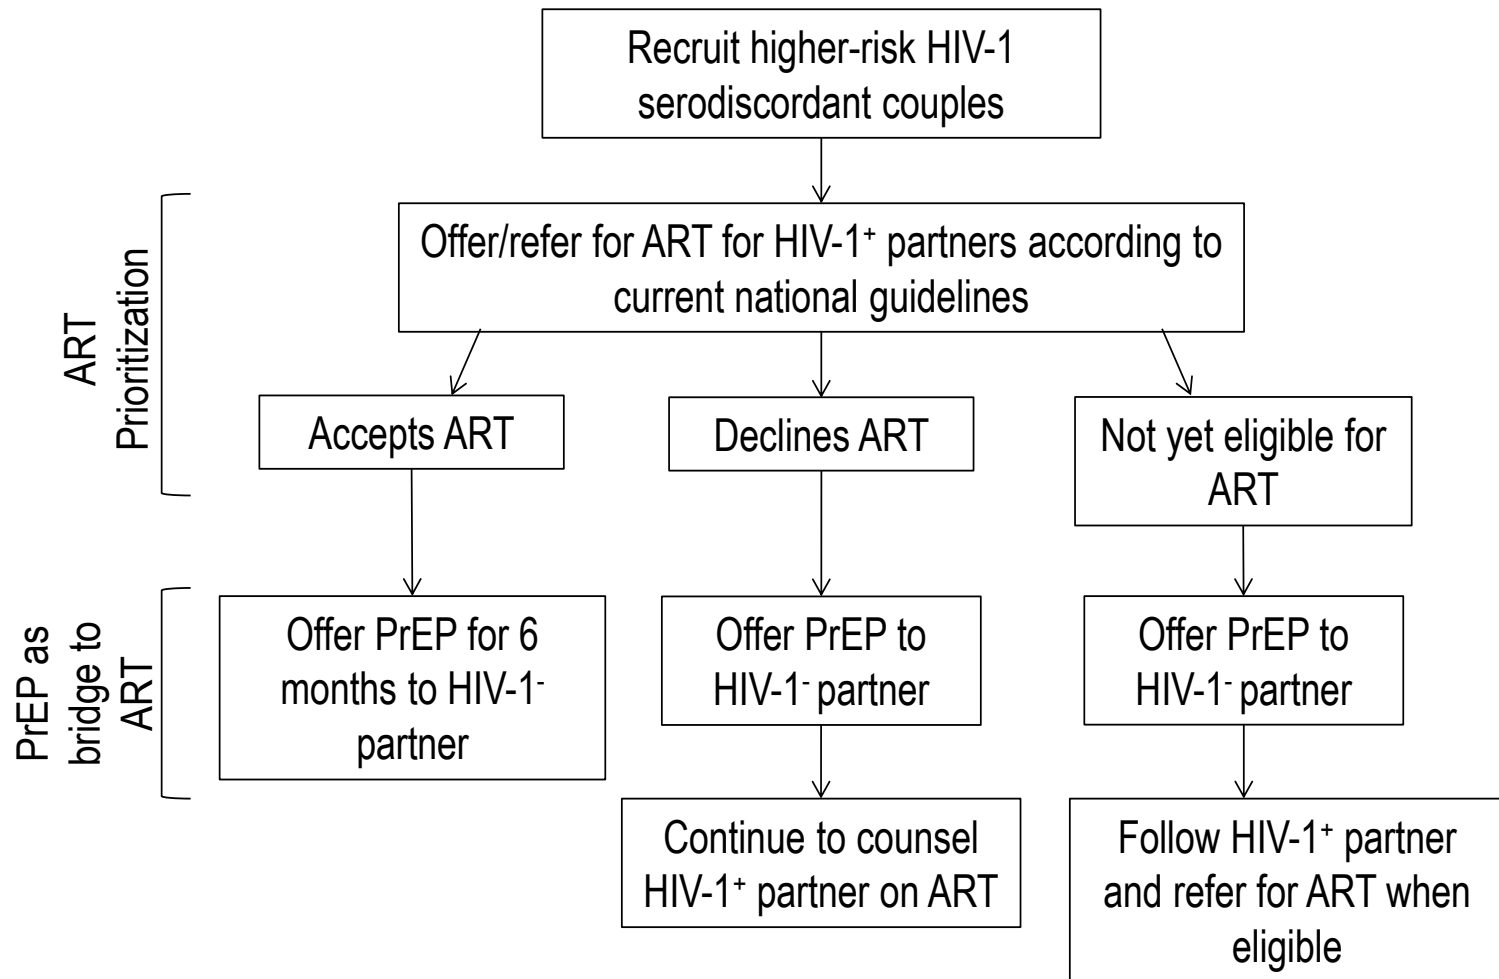 Recruit higher-risk HIV-1
serodiscordant couples
ART
Prioritization
Offer/refer for ART for HIV-1⁺ partners according to
current national guidelines
Accepts ART
Declines ART
Not yet eligible for
ART
PrEP as
bridge to
ART
Offer PrEP for 6
months to HIV-1⁻
partner
Offer PrEP to
HIV-1⁻ partner
Offer PrEP to
HIV-1⁻ partner
Continue to counsel
HIV-1⁺ partner on ART
Follow HIV-1⁺ partner
and refer for ART when
eligible